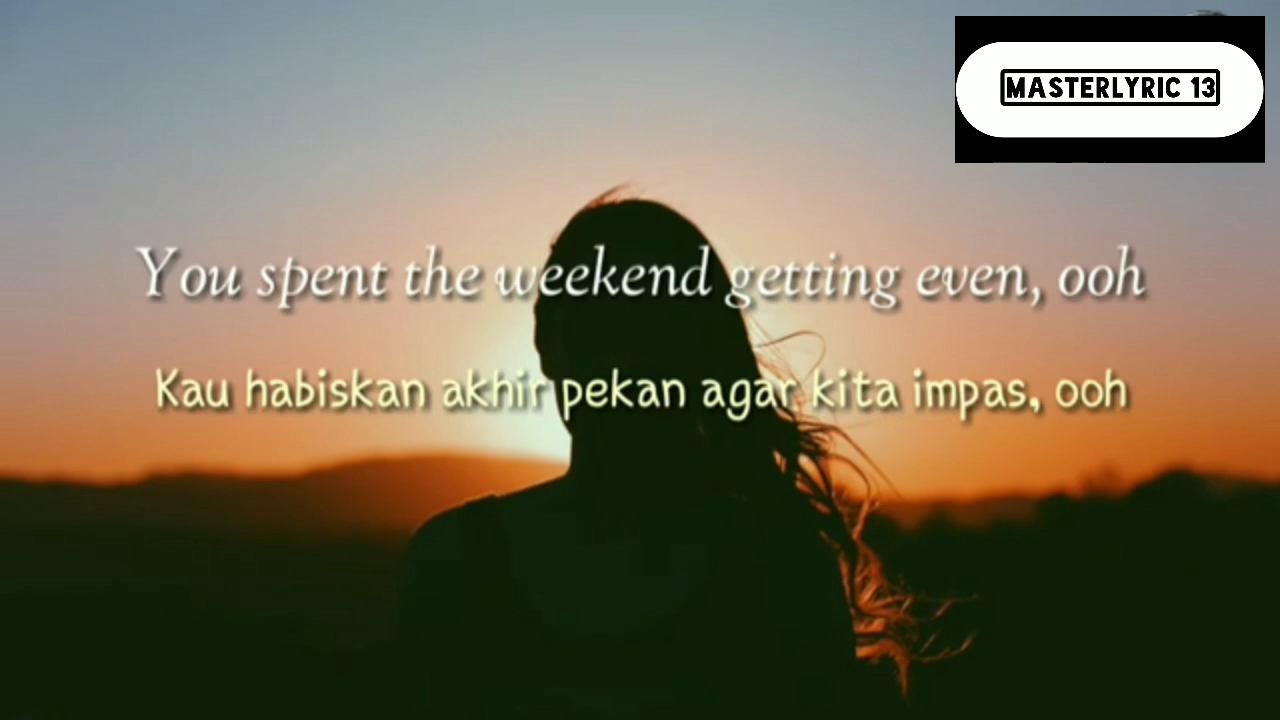 MASTERLYRIC 13
You spent the weekend getting even, ooh
Kau habiskan akhir pekan agar kita impas, ooh